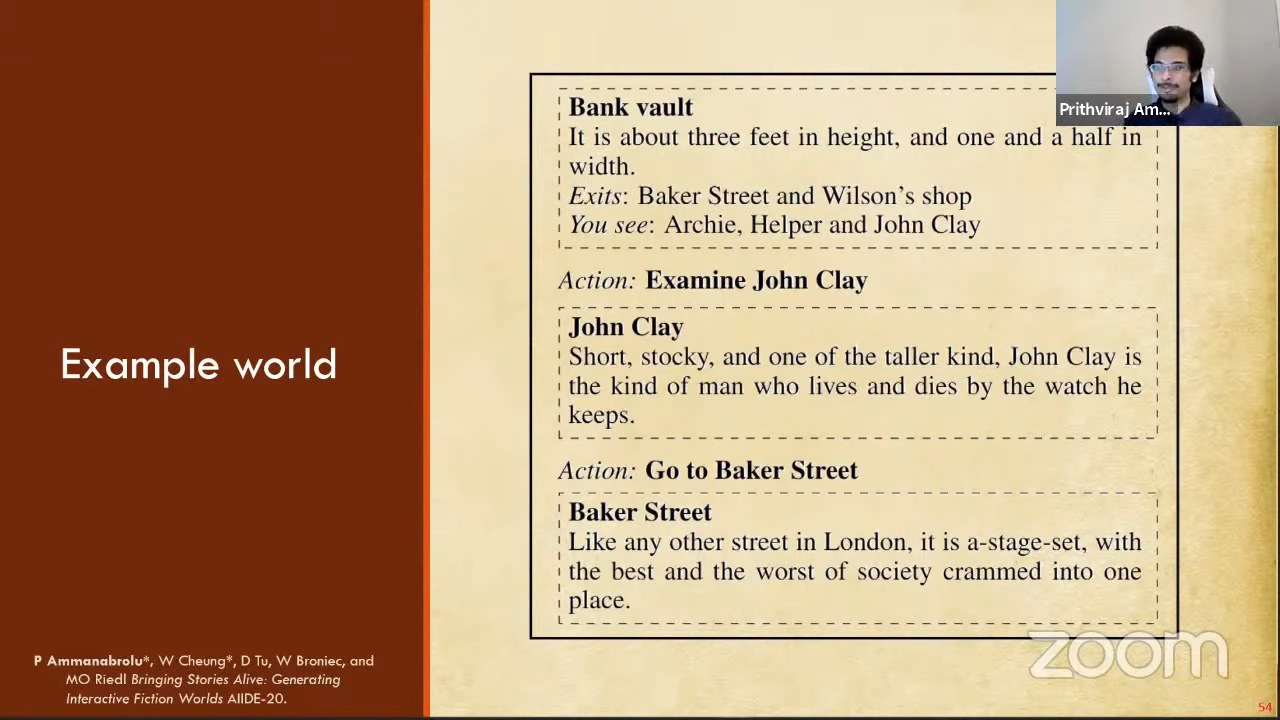 Prithviraj Am...
Bank vault
It is about three feet in height, and one and a half in
width.
Exits: Baker Street and Wilson's shop
You see: Archie, Helper and John Clay
Action: Examine John Clay
John Clay
Short, stocky, and one of the taller kind, John Clay is
the kind of man who lives and dies by the watch he
keeps.
Action: Go to Baker Street
Baker Street
Like any other street in London, it is a-stage-set, with
the best and the worst of society crammed into one
place.
Example world
P Ammanabrolu*, W Cheung*, D Tu, W Broniec, and
MO Riedl Bringing Stories Alive: Generating
Interactive Fiction Worlds AIIDE-20.
zoom
54